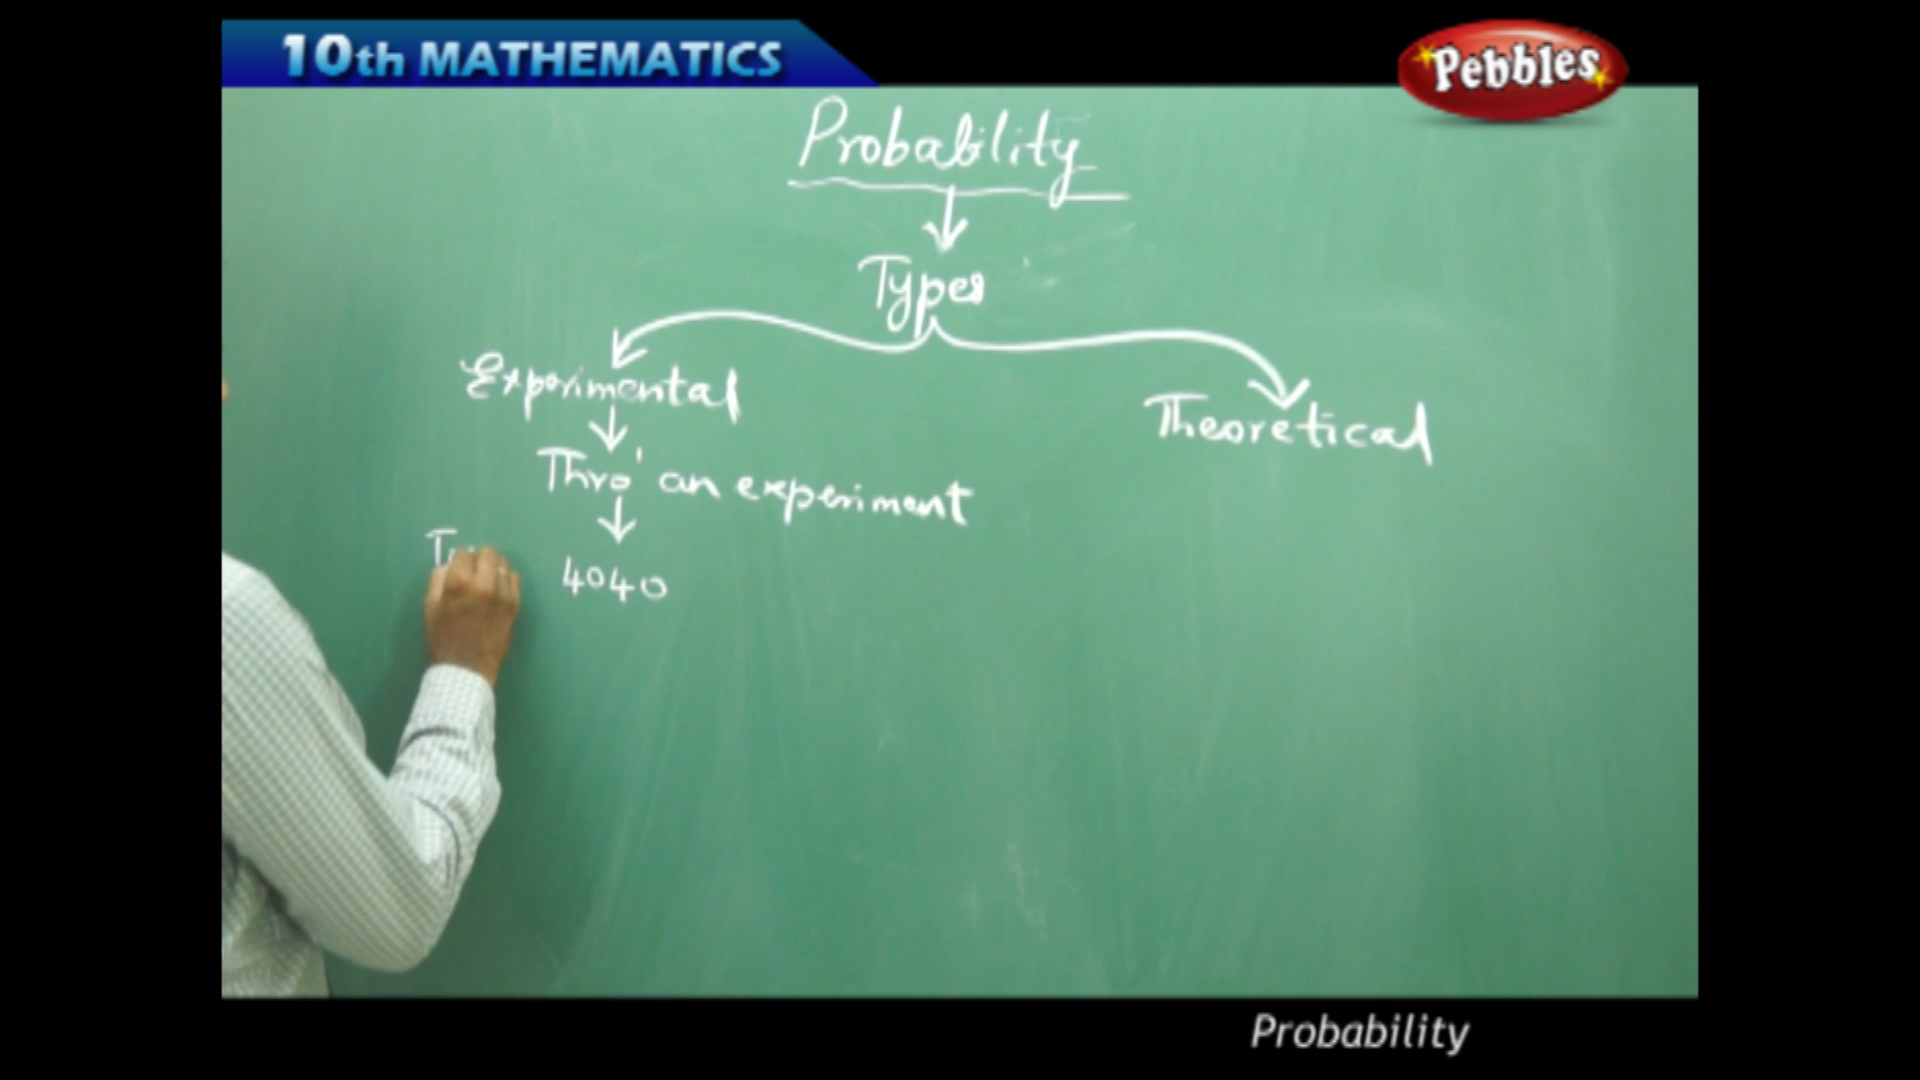 10th MATHEMATICS
Pebbles
Probability
Types
Experimental
Theoretical
Thro' an experiment
4040
Probability